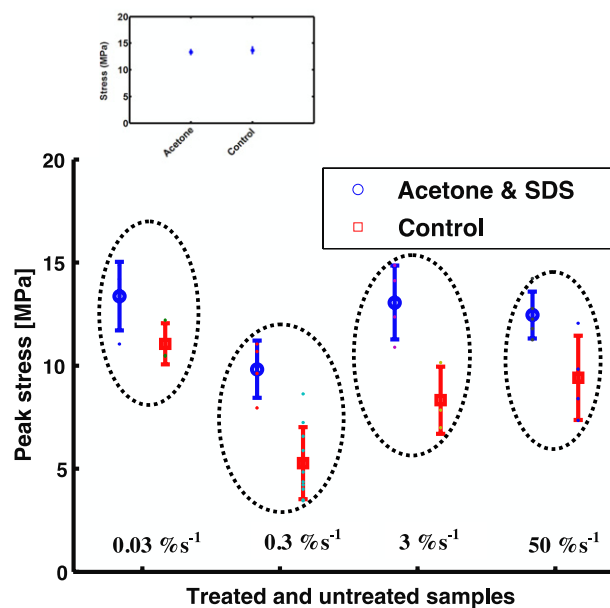 20
15
10
5
0
Stress (MPa)
Acetone
Control
20
15
10
5
0
Peak stress [MPa]
Acetone & SDS
Control
0.03 %s⁻¹
0.3 %s⁻¹
3 %s⁻¹
50 %s⁻¹
Treated and untreated samples